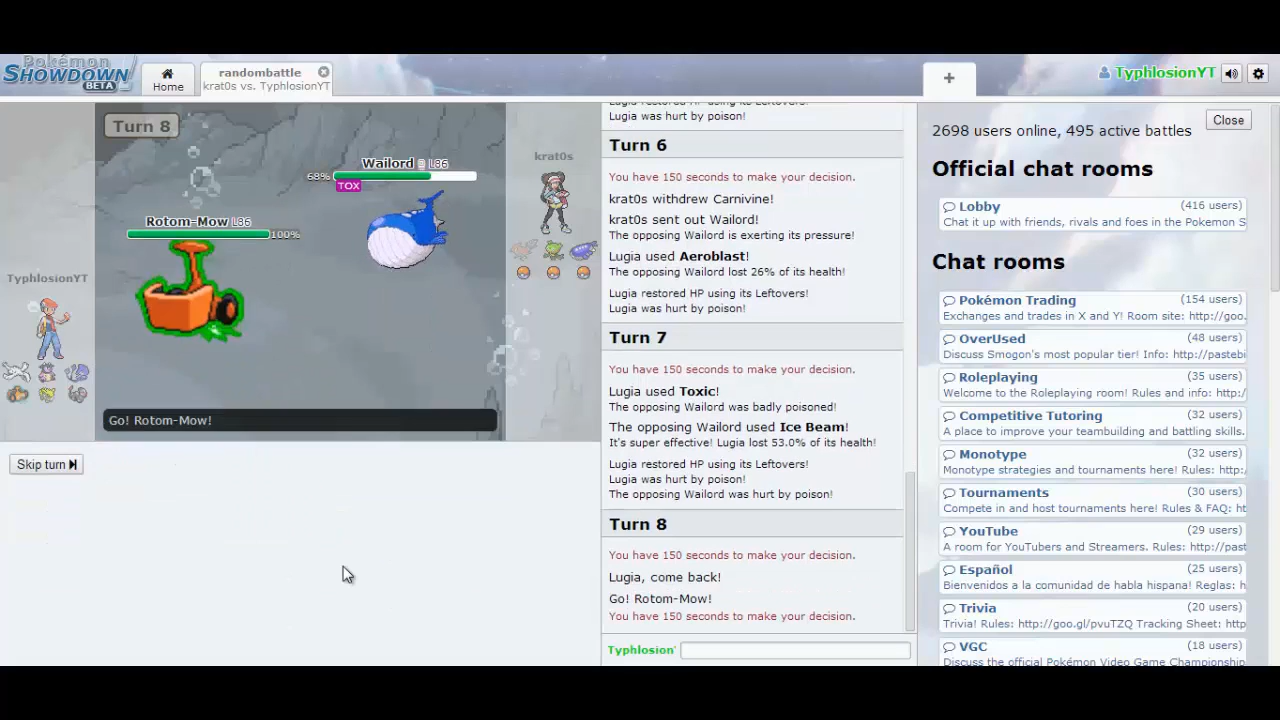 Pokémon
SHOWDOWN
BETA
Home
randombattle
krat0s vs. TyphlosionYT
+
TyphlosionYT
Turn 8
Wailord L86
68%
TOX
Rotom-Mow L86
100%
TyphlosionYT
krat0s
Go! Rotom-Mow!
Skip turn
Lugia restored HP using its Leftovers!
Lugia was hurt by poison!
Turn 6
You have 150 seconds to make your decision.
krat0s withdrew Carnivine!
krat0s sent out Wailord!
The opposing Wailord is exerting its pressure!
Lugia used Aeroblast!
The opposing Wailord lost 26% of its health!
Lugia restored HP using its Leftovers!
Lugia was hurt by poison!
Turn 7
You have 150 seconds to make your decision.
Lugia used Toxic!
The opposing Wailord was badly poisoned!
The opposing Wailord used Ice Beam!
It's super effective! Lugia lost 53.0% of its health!
Lugia restored HP using its Leftovers!
Lugia was hurt by poison!
The opposing Wailord was hurt by poison!
Turn 8
You have 150 seconds to make your decision.
Lugia, come back!
Go! Rotom-Mow!
You have 150 seconds to make your decision.
Typhlosion'
Close
2698 users online, 495 active battles
Official chat rooms
Lobby (416 users)
Chat it up with friends, rivals and foes in the Pokemon S
Chat rooms
Pokémon Trading (154 users)
Exchanges and trades in X and Y! Room site: http://goo.
OverUsed (48 users)
Discuss Smogon's most popular tier! Info: http://pastebi
Roleplaying (35 users)
Welcome to the Roleplaying room! Rules and info: http:/
Competitive Tutoring (32 users)
A place to improve your teambuilding and battling skills.
Monotype (32 users)
Monotype strategies and tournaments here! Rules: http:/
Tournaments (30 users)
Compete in and host tournaments here! Rules & FAQ: ht
YouTube (29 users)
A room for YouTubers and Streamers. Rules: http://past
Español (25 users)
Bienvenidos a la comunidad de habla hispana! Reglas: h
Trivia (20 users)
Trivia! Rules: http://goo.gl/pvuTZQ Tracking Sheet: http
VGC (18 users)
Discuss the official Pokémon Video Game Championship